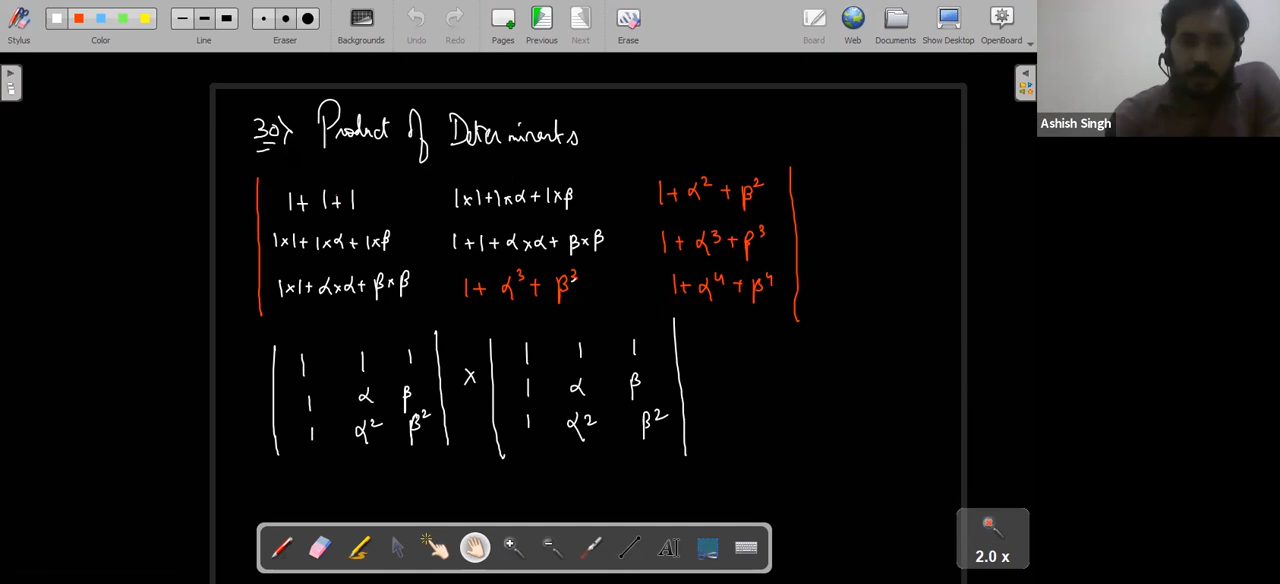 Stylus Color Line Eraser Backgrounds Undo Redo Pages Previous Next Erase Board Web Documents Show Desktop OpenBoard
Ashish Singh
30) Product of Determinants
1+ 1+1 1×1+1×α+1×β 1+α²+β²
1×1+1×α+1×β 1+1+α×α+β×β 1+α³+β³
1×1+α×α+β×β 1+α³+β³ 1+α⁴+β⁴
1 1 1 × 1 1 1
1 α β 1 α β
1 α² β² 1 α² β²
AI
2.0 x